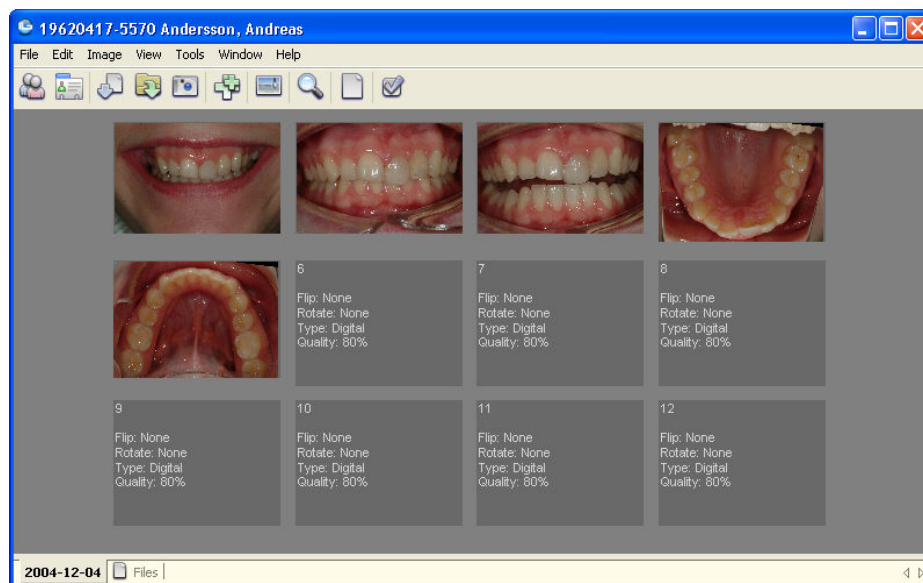 19620417-5570 Andersson, Andreas
File Edit Image View Tools Window Help
6
Flip: None
Rotate: None
Type: Digital
Quality: 80%
7
Flip: None
Rotate: None
Type: Digital
Quality: 80%
8
Flip: None
Rotate: None
Type: Digital
Quality: 80%
9
Flip: None
Rotate: None
Type: Digital
Quality: 80%
10
Flip: None
Rotate: None
Type: Digital
Quality: 80%
11
Flip: None
Rotate: None
Type: Digital
Quality: 80%
12
Flip: None
Rotate: None
Type: Digital
Quality: 80%
2004-12-04 Files